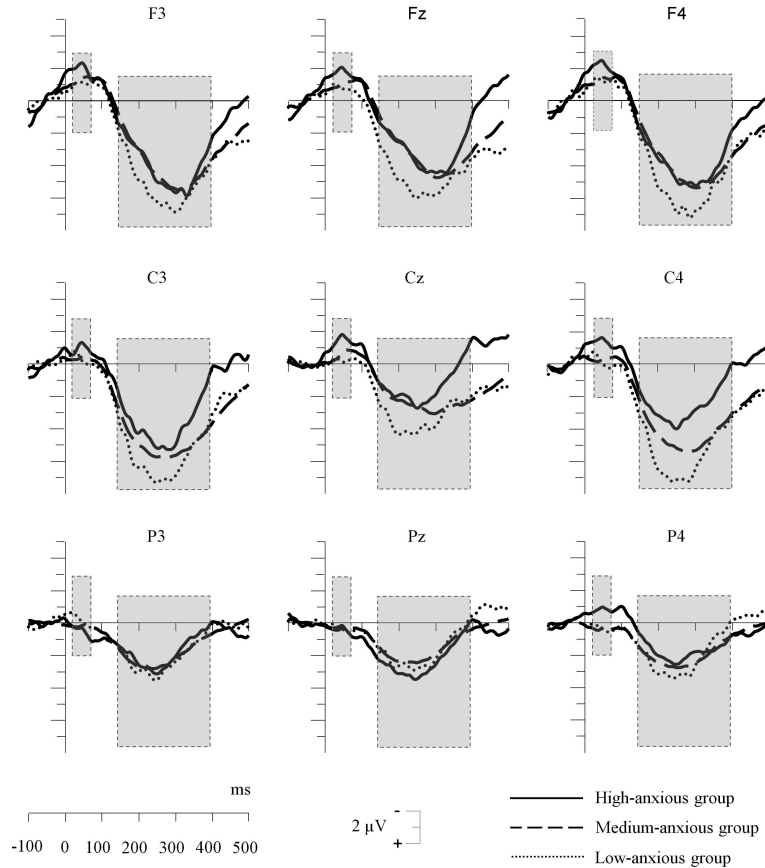 F3 Fz F4
C3 Cz C4
P3 Pz P4
ms
-100 0 100 200 300 400 500
-
2 µV
+
High-anxious group
Medium-anxious group
Low-anxious group